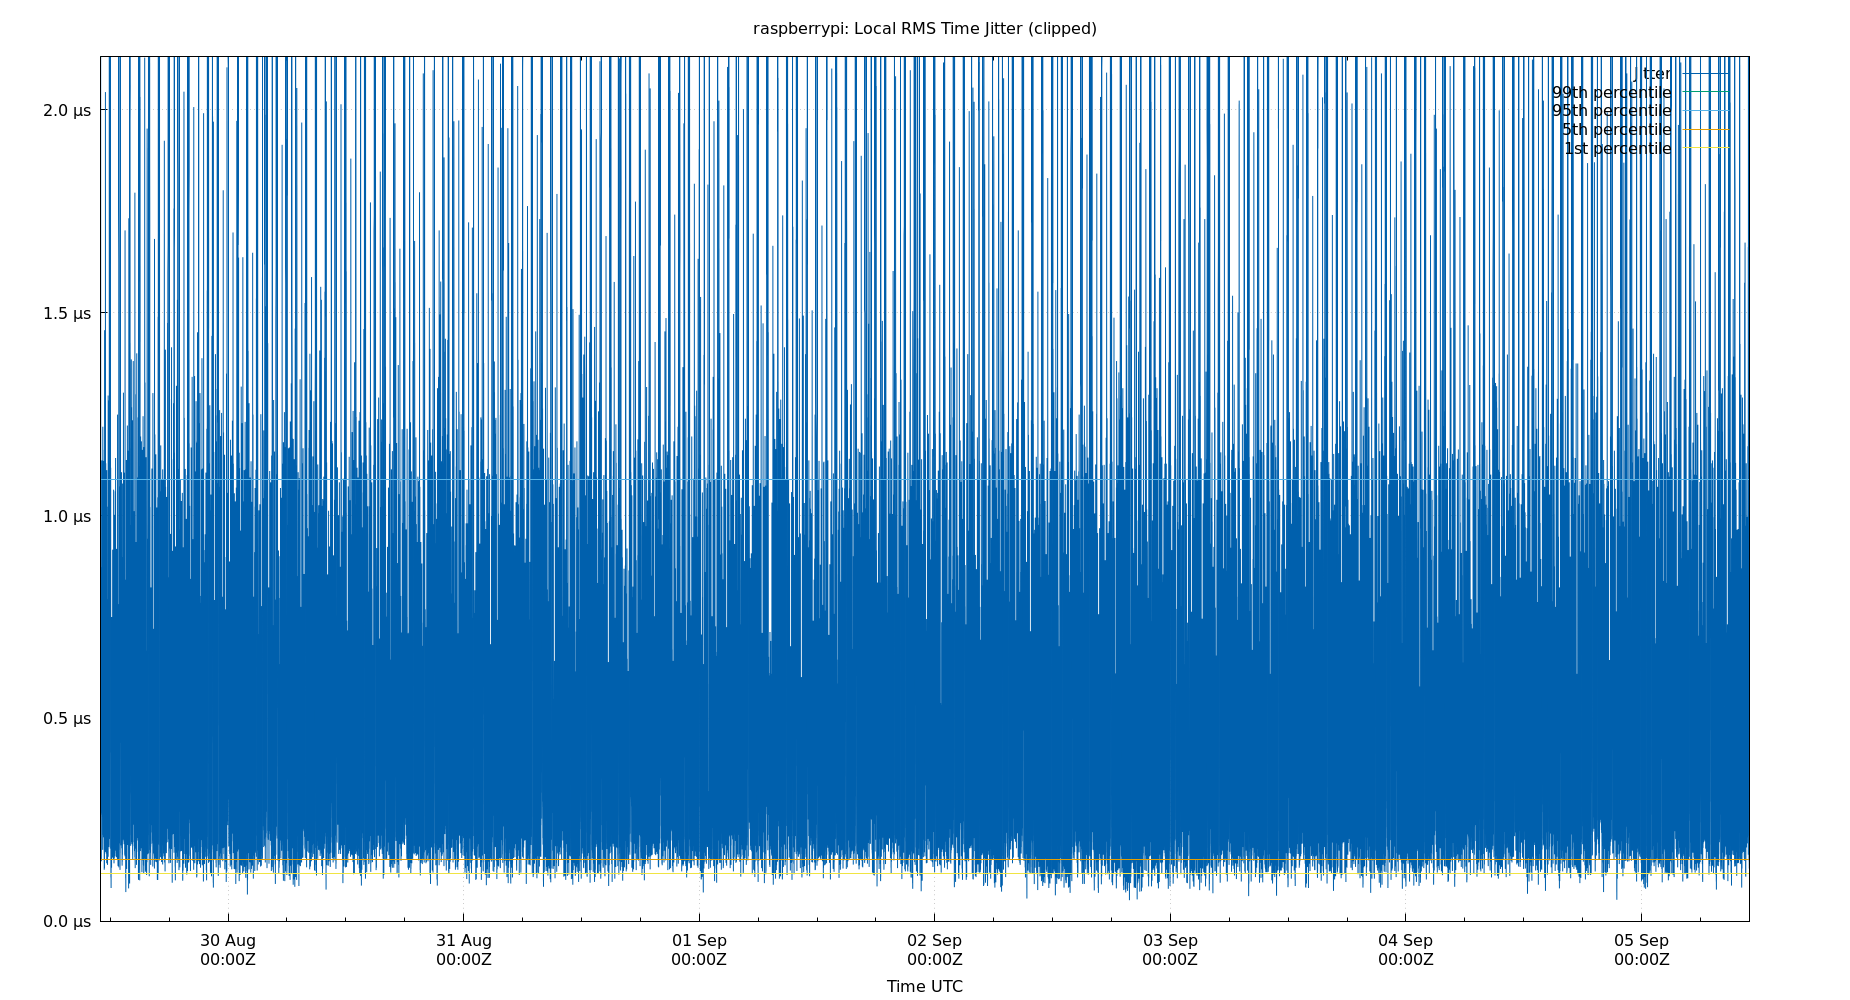 raspberrypi: Local RMS Time Jitter (clipped)
2.0 µs
1.5 µs
1.0 µs
0.5 µs
0.0 µs
Jitter
99th percentile
95th percentile
5th percentile
1st percentile
30 Aug
00:00Z
31 Aug
00:00Z
01 Sep
00:00Z
02 Sep
00:00Z
03 Sep
00:00Z
04 Sep
00:00Z
05 Sep
00:00Z
Time UTC